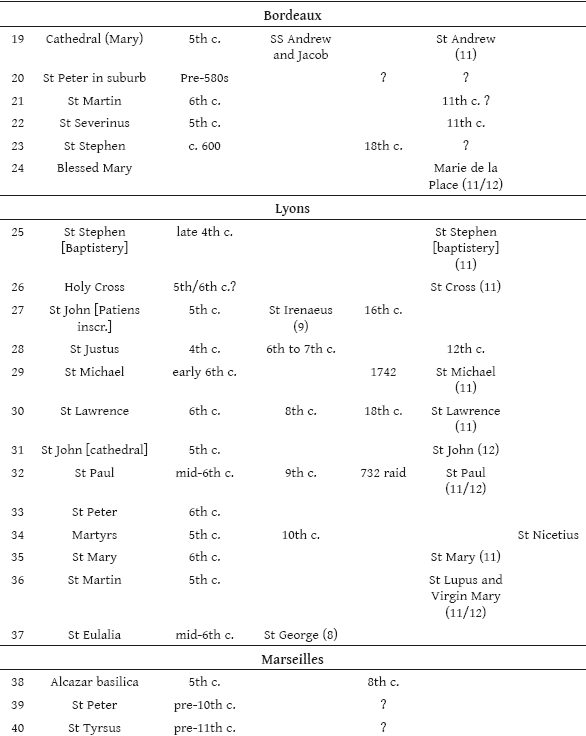 Bordeaux
19 Cathedral (Mary) 5th c. SS Andrew St Andrew
and Jacob (11)
20 St Peter in suburb Pre-580s ? ?
21 St Martin 6th c. 11th c. ?
22 St Severinus 5th c. 11th c.
23 St Stephen c. 600 18th c. ?
24 Blessed Mary Marie de la
Place (11/12)
Lyons
25 St Stephen late 4th c. St Stephen
[Baptistery] [baptistery]
(11)
26 Holy Cross 5th/6th c.? St Cross (11)
27 St John [Patiens 5th c. St Irenaeus 16th c.
inscr.] (9)
28 St Justus 4th c. 6th to 7th c. 12th c.
29 St Michael early 6th c. 1742 St Michael
(11)
30 St Lawrence 6th c. 8th c. 18th c. St Lawrence
(11)
31 St John [cathedral] 5th c. St John (12)
32 St Paul mid-6th c. 9th c. 732 raid St Paul
(11/12)
33 St Peter 6th c.
34 Martyrs 5th c. 10th c. St Nicetius
35 St Mary 6th c. St Mary (11)
36 St Martin 5th c. St Lupus and
Virgin Mary
(11/12)
37 St Eulalia mid-6th c. St George (8)
Marseilles
38 Alcazar basilica 5th c. 8th c.
39 St Peter pre-10th c. ?
40 St Tyrsus pre-11th c. ?